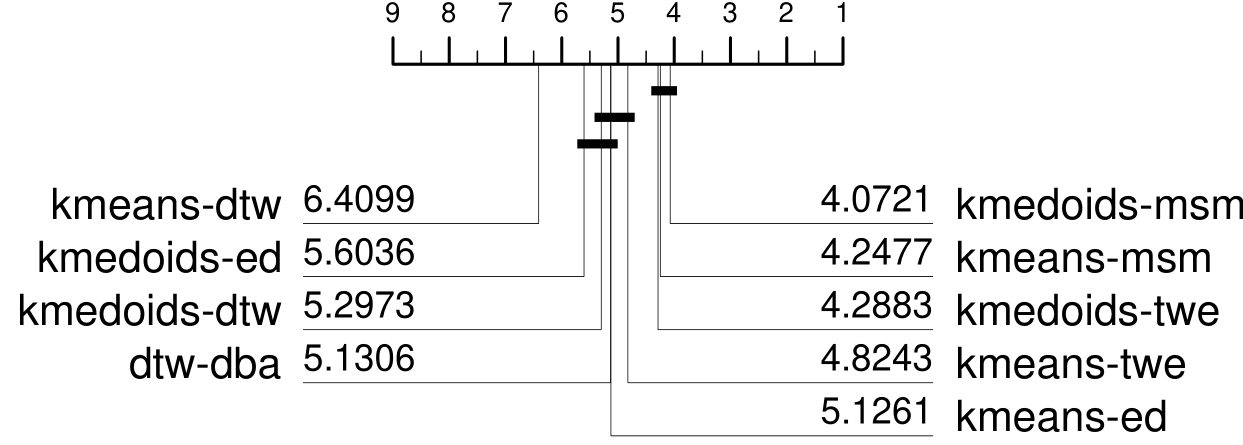 9 8 7 6 5 4 3 2 1
kmeans-dtw 6.4099 4.0721 kmedoids-msm
kmedoids-ed 5.6036 4.2477 kmeans-msm
kmedoids-dtw 5.2973 4.2883 kmedoids-twe
dtw-dba 5.1306 4.8243 kmeans-twe
5.1261 kmeans-ed